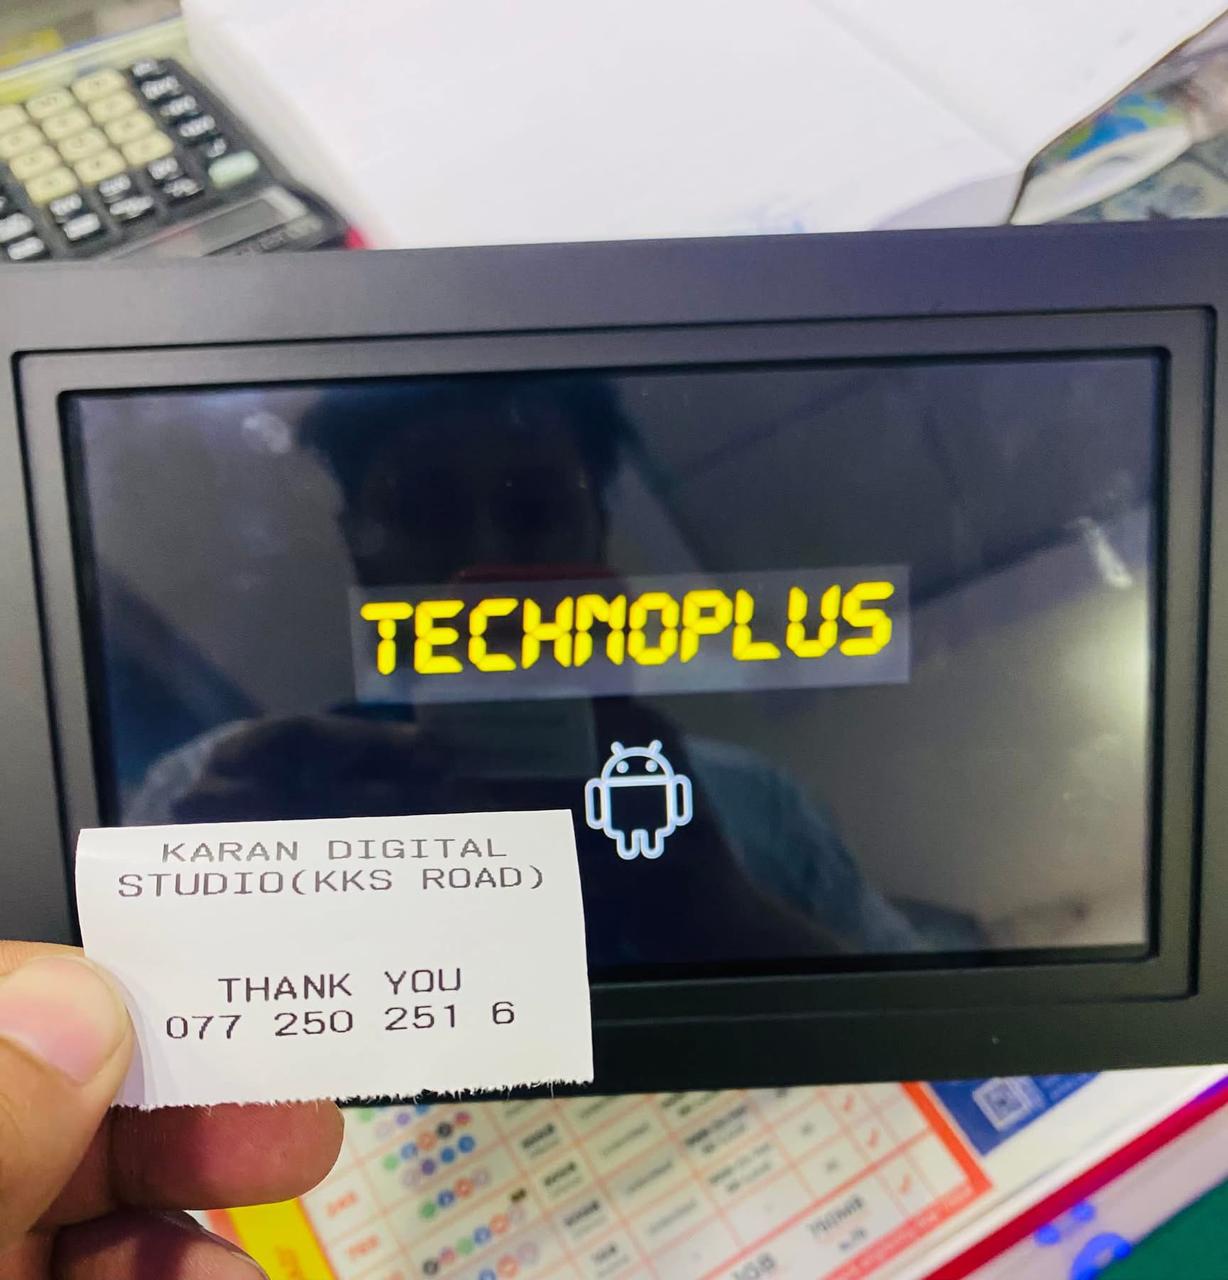 TECHNOPLUS
KARAN DIGITAL
STUDIO(KKS ROAD)
THANK YOU
077 250 251 6